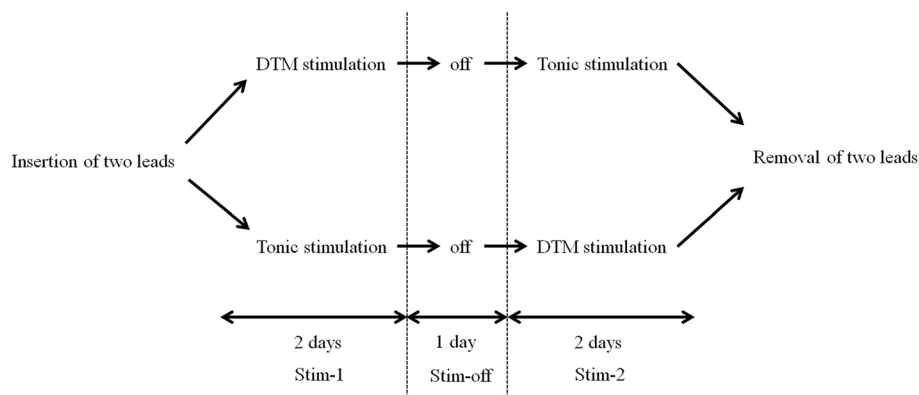 DTM stimulation off Tonic stimulation
Insertion of two leads
Removal of two leads
Tonic stimulation off DTM stimulation
2 days 1 day 2 days
Stim-1 Stim-off Stim-2